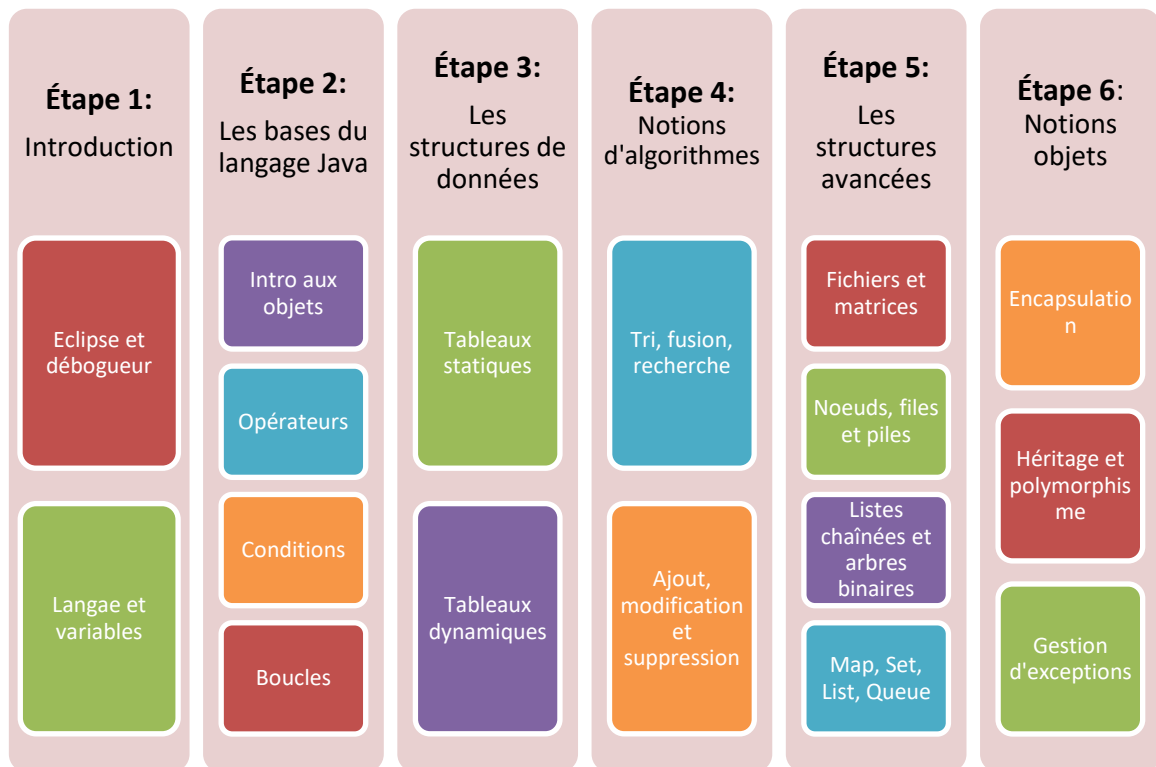 Étape 1:
Introduction
Eclipse et
débogueur
Langae et
variables
Étape 2:
Les bases du
langage Java
Intro aux
objets
Opérateurs
Conditions
Boucles
Étape 3:
Les
structures de
données
Tableaux
statiques
Tableaux
dynamiques
Étape 4:
Notions
d'algorithmes
Tri, fusion,
recherche
Ajout,
modification
et
suppression
Étape 5:
Les
structures
avancées
Fichiers et
matrices
Noeuds, files
et piles
Listes
chaînées et
arbres
binaires
Map, Set,
List, Queue
Étape 6:
Notions
objets
Encapsulatio
n
Héritage et
polymorphis
me
Gestion
d'exceptions